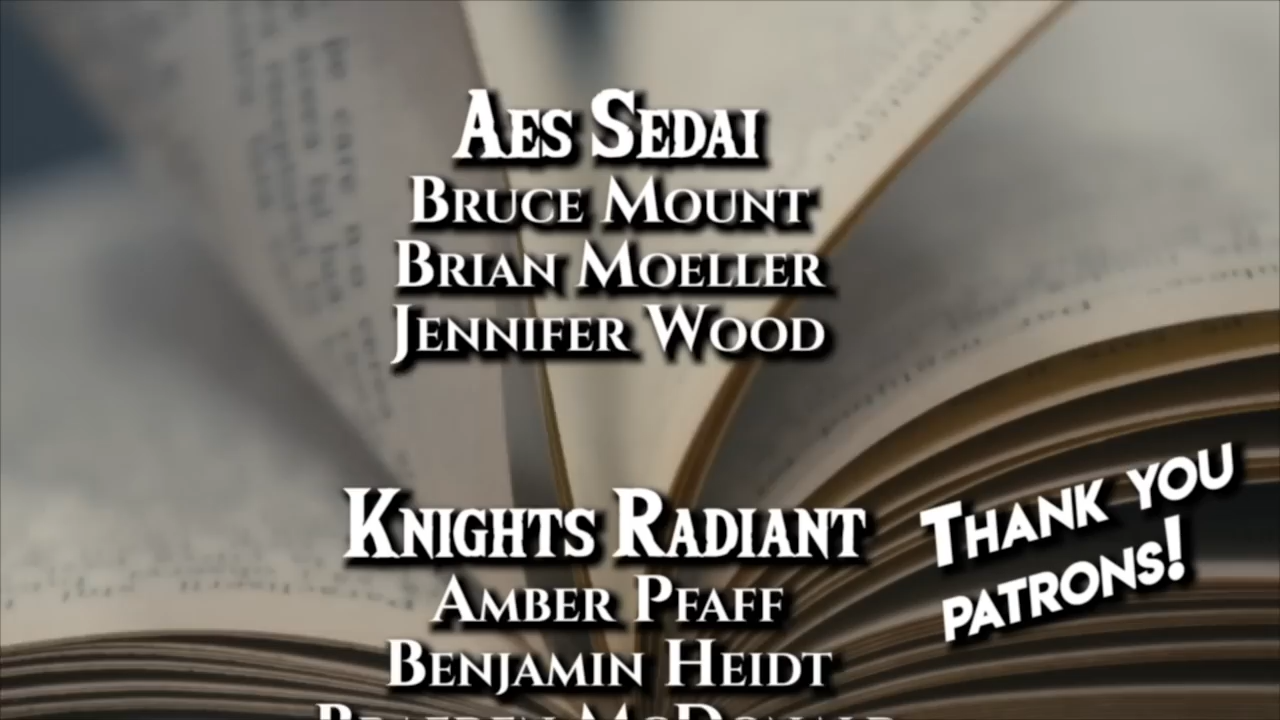 Aes Sedai
Bruce Mount
Brian Moeller
Jennifer Wood
Knights Radiant
Amber Pfaff
Benjamin Heidt
Thank you
patrons!